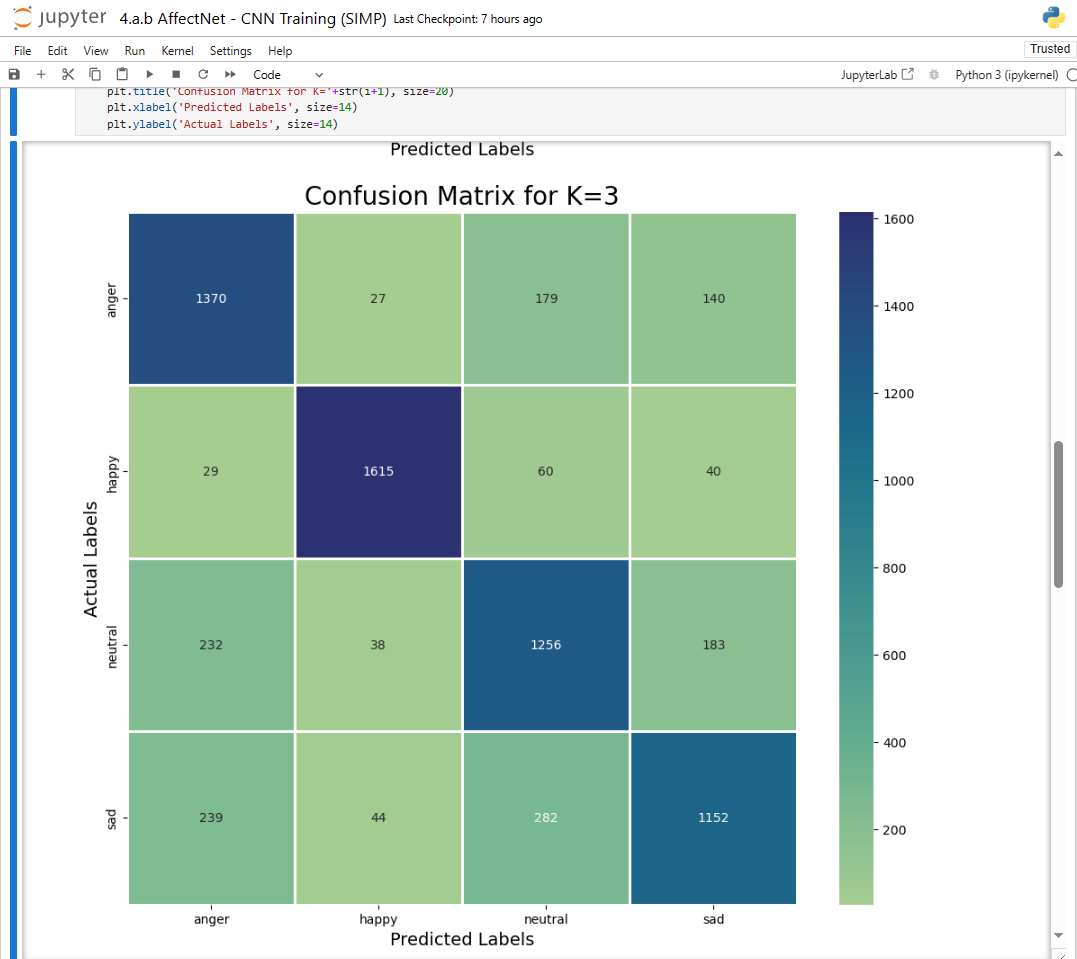 jupyter 4.a.b AffectNet - CNN Training (SIMP) Last Checkpoint: 7 hours ago
File Edit View Run Kernel Settings Help Trusted
Code JupyterLab Python 3 (ipykernel)
plt.title('Confusion Matrix for K='+str(i+1), size=20)
plt.xlabel('Predicted Labels', size=14)
plt.ylabel('Actual Labels', size=14)
Predicted Labels
Confusion Matrix for K=3
Actual Labels
anger 1370 27 179 140
happy 29 1615 60 40
neutral 232 38 1256 183
sad 239 44 282 1152
anger happy neutral sad
Predicted Labels
1600
1400
1200
1000
800
600
400
200